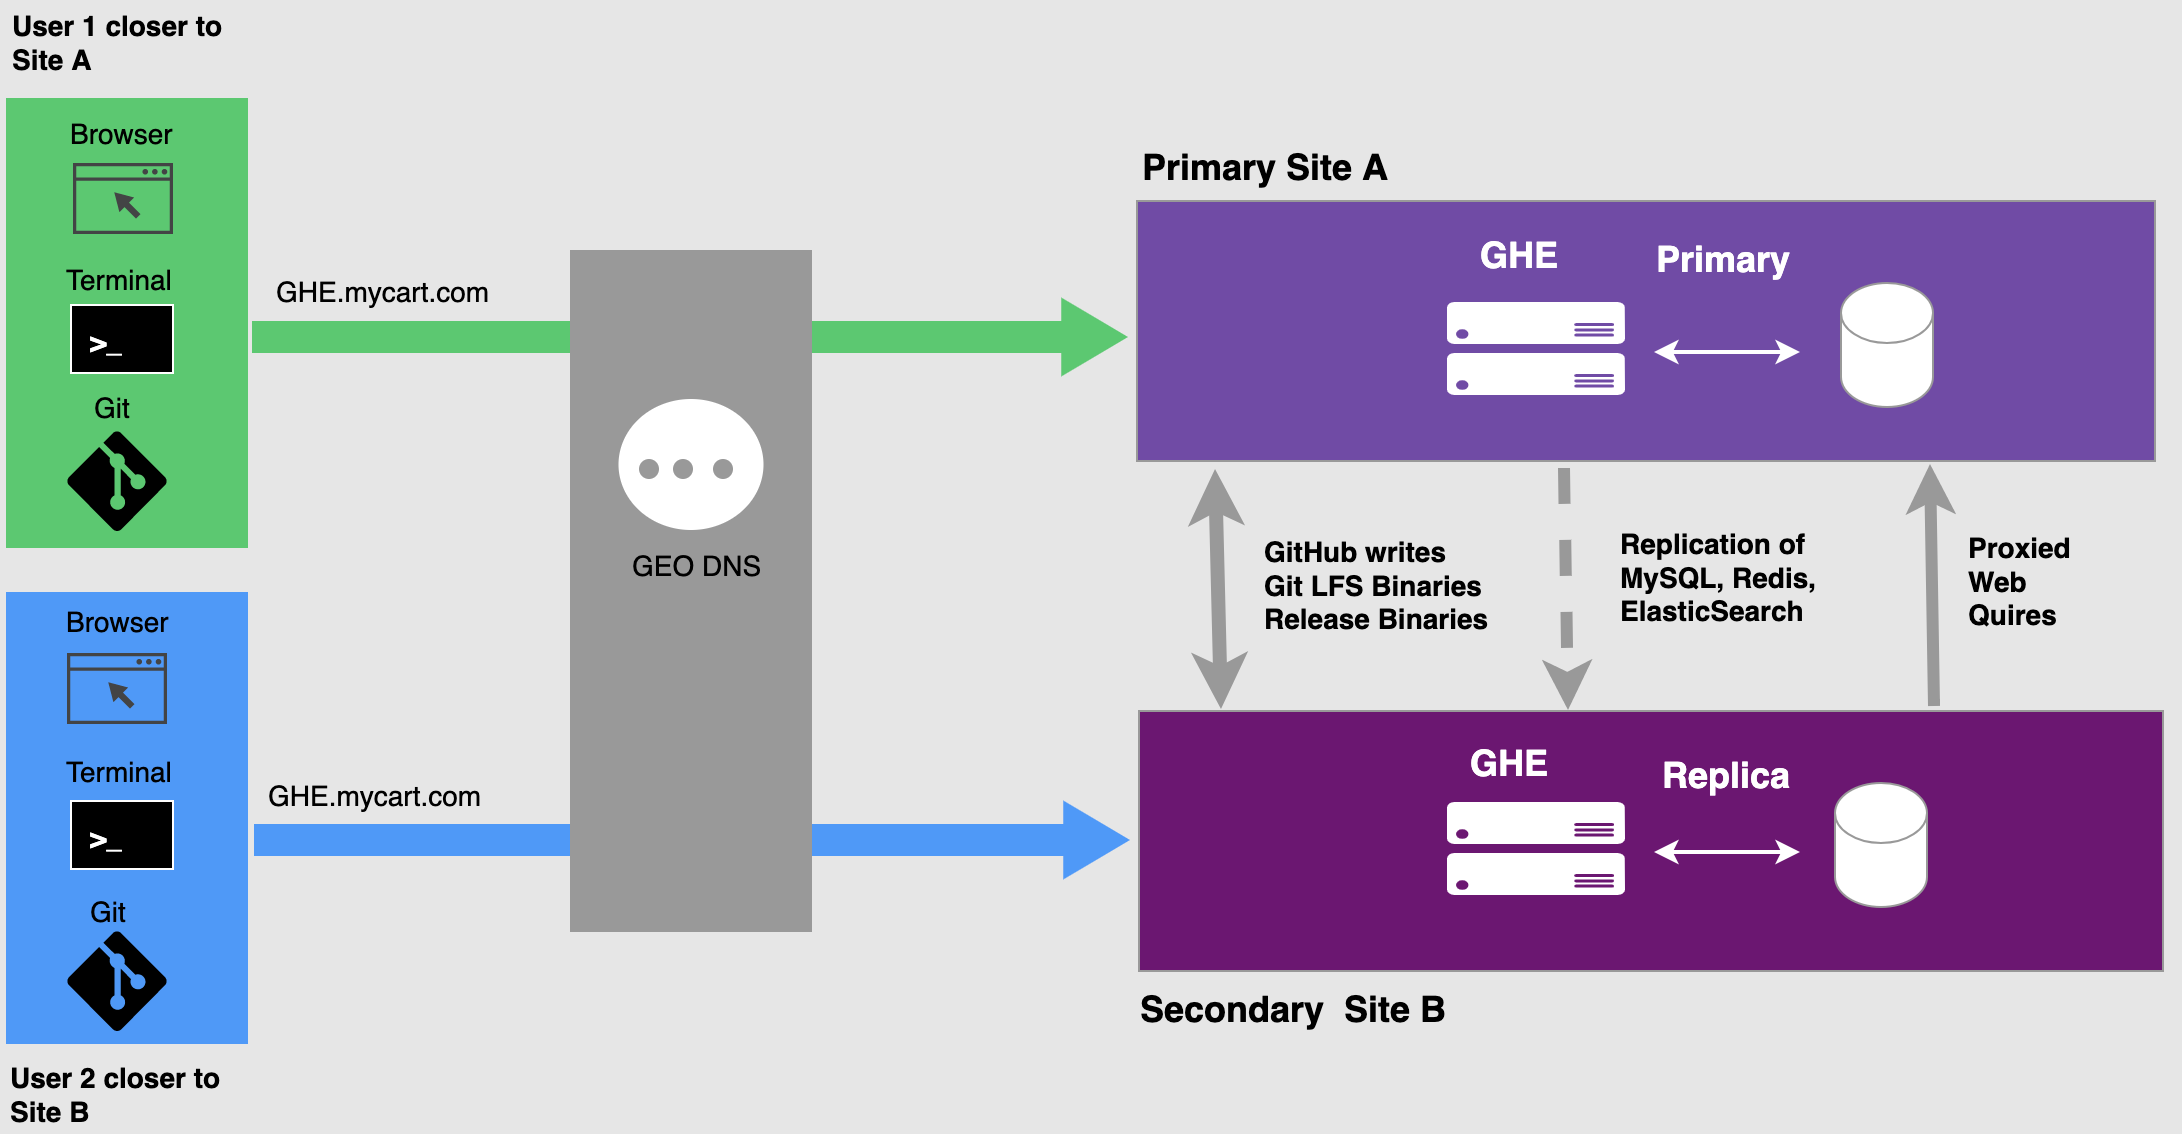 User 1 closer to
Site A
Browser
Terminal
>_
Git
GHE.mycart.com
GEO DNS
Primary Site A
GHE
Primary
GitHub writes
Git LFS Binaries
Release Binaries
Replication of
MySQL, Redis,
ElasticSearch
Proxied
Web
Quires
Browser
Terminal
>_
Git
User 2 closer to
Site B
GHE.mycart.com
GHE
Replica
Secondary Site B